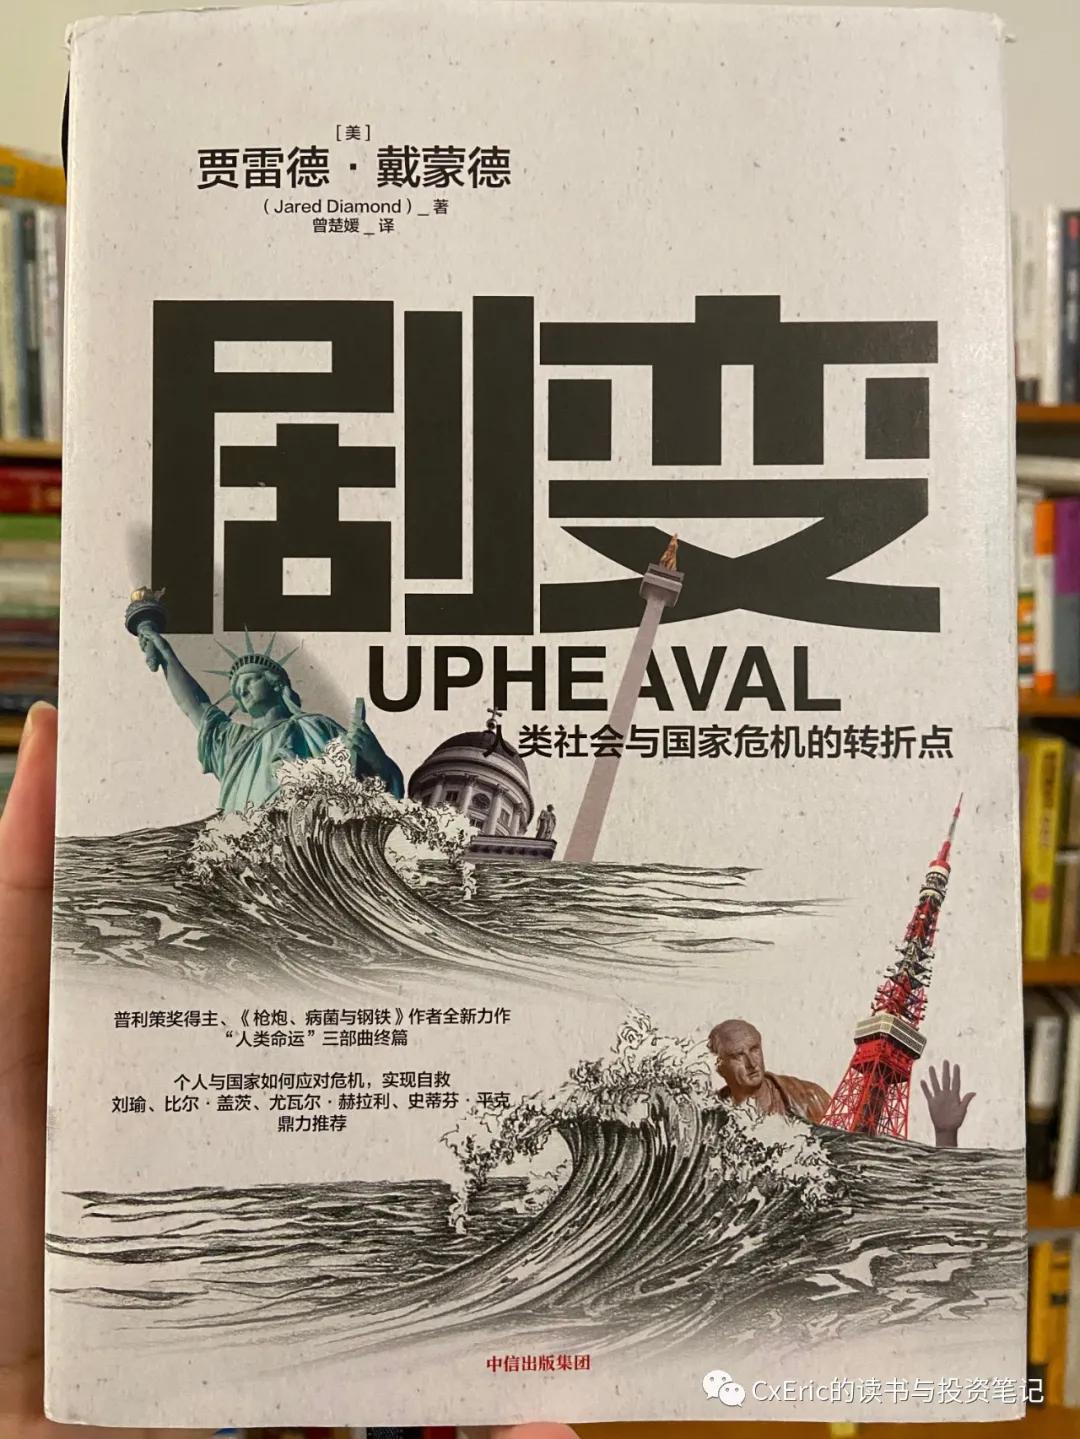 [美]
贾雷德·戴蒙德
（Jared Diamond）_著
曾楚媛_译
剧变
UPHEAVAL
人类社会与国家危机的转折点
普利策奖得主、《枪炮、病菌与钢铁》作者全新力作
“人类命运”三部曲终篇
个人与国家如何应对危机，实现自救
刘瑜、比尔·盖茨、尤瓦尔·赫拉利、史蒂芬·平克
鼎力推荐
中信出版集团
CxEric的读书与投资笔记